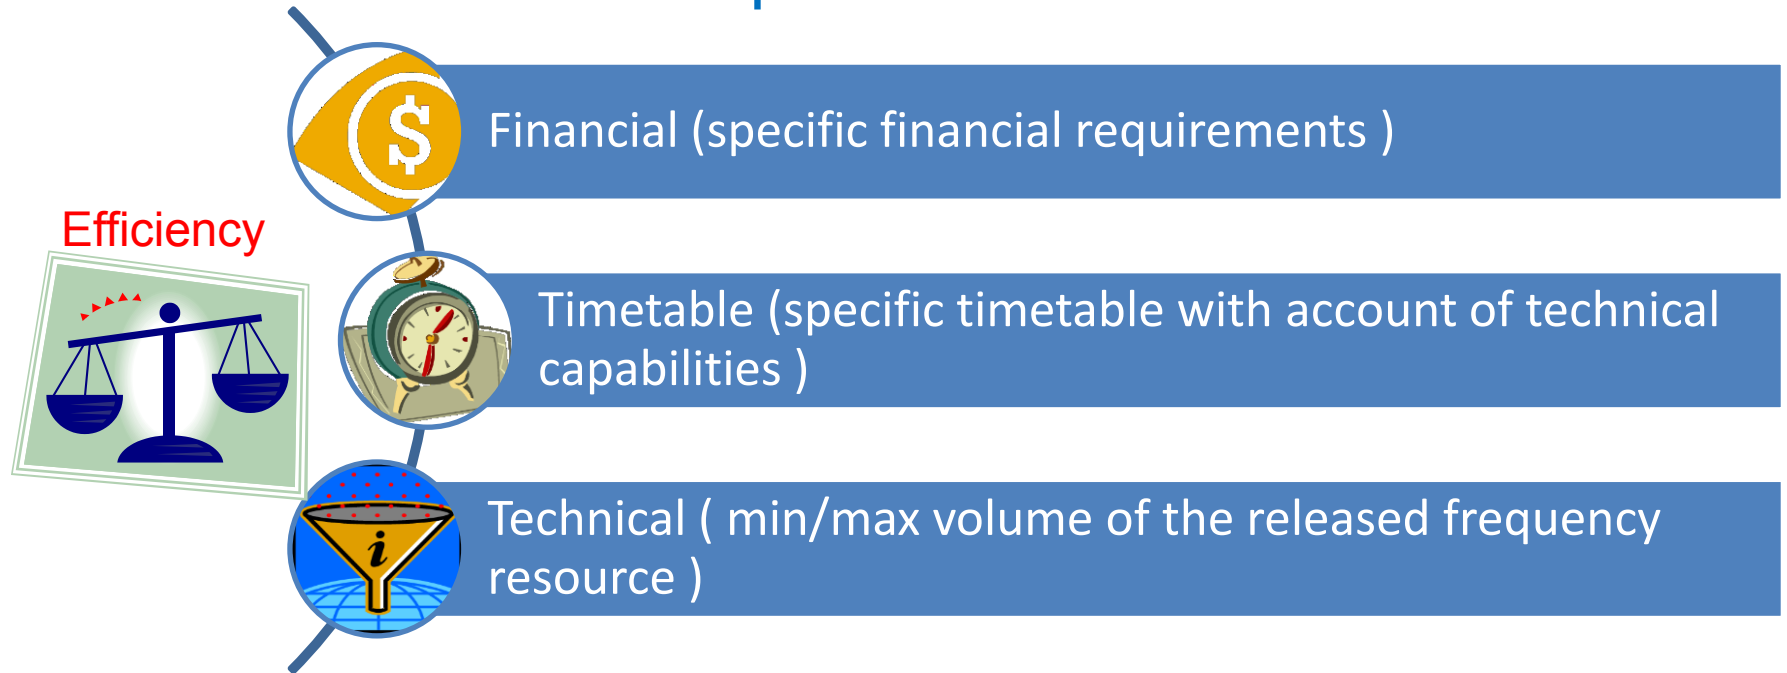 Financial (specific financial requirements )
Efficiency
Timetable (specific timetable with account of technical
capabilities )
Technical ( min/max volume of the released frequency
resource )